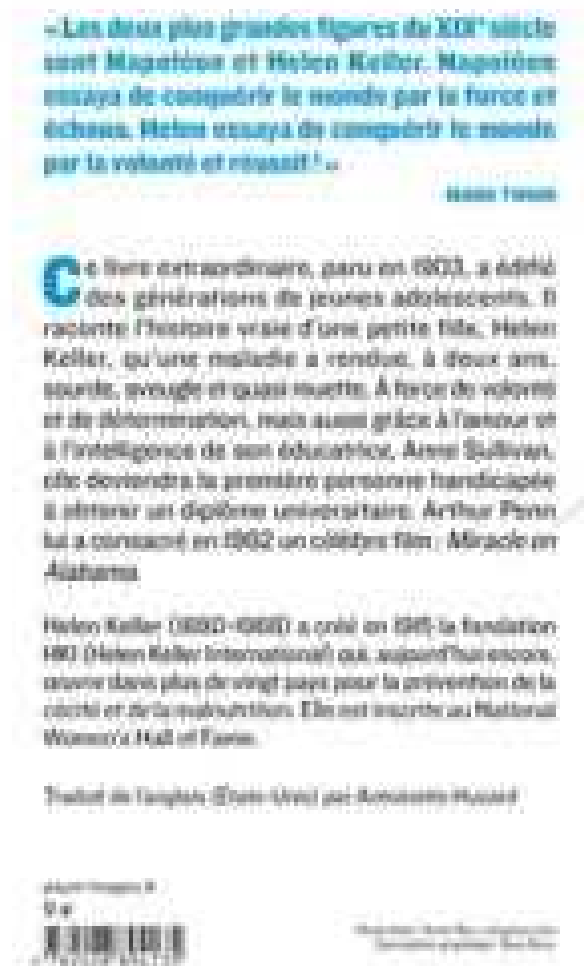 « Les deux plus grandes figures du XIXe siècle
sont Napoléon et Helen Keller. Napoléon
essaya de conquérir le monde par la force et
échoua. Helen essaya de conquérir le monde
par la volonté et réussit ! »
MARK TWAIN
Ce livre extraordinaire, paru en 1903, a édifié
des générations de jeunes adolescents. Il
raconte l'histoire vraie d'une petite fille, Helen
Keller, qu'une maladie a rendue, à deux ans,
sourde, aveugle et quasi muette. À force de volonté
et de détermination, mais aussi grâce à l'amour et
à l'intelligence de son éducatrice, Anne Sullivan,
elle deviendra la première personne handicapée
à obtenir un diplôme universitaire. Arthur Penn
lui a consacré en 1962 un célèbre film : Miracle en
Alabama.
Helen Keller (1880-1968) a créé en 1915 la fondation
HKI (Helen Keller International) qui, aujourd'hui encore,
œuvre dans plus de vingt pays pour la prévention de la
cécité et de la malnutrition. Elle est inscrite au National
Women's Hall of Fame.
Traduit de l'anglais (États-Unis) par